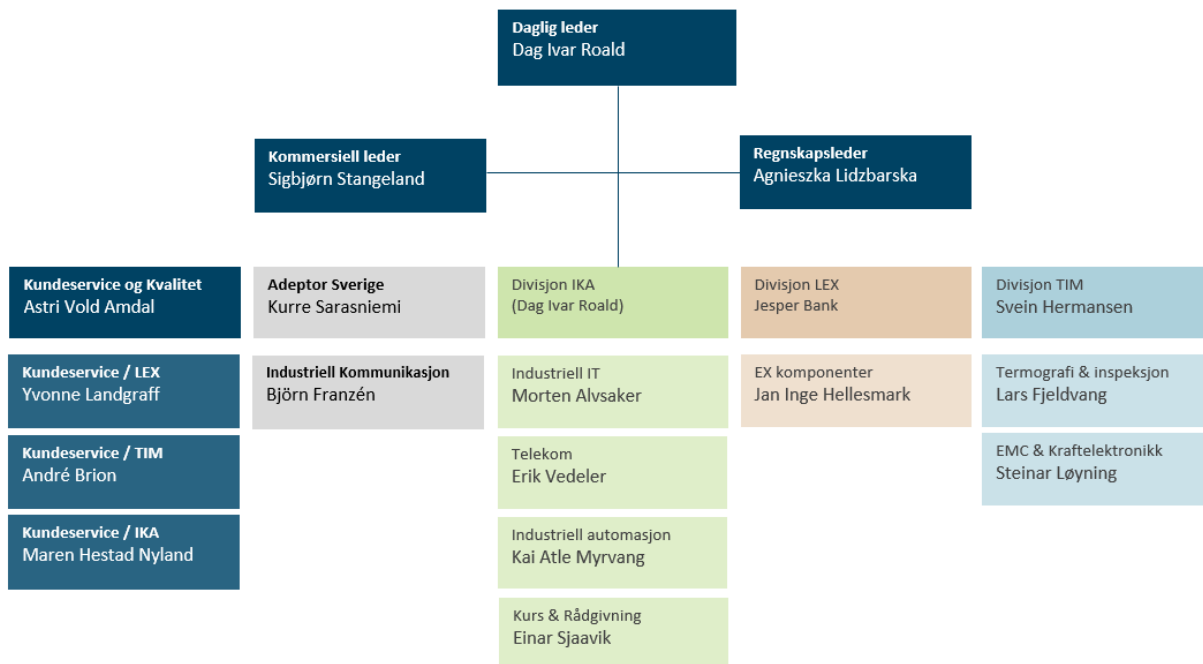 Daglig leder
Dag Ivar Roald
Kommersiell leder
Sigbjørn Stangeland
Regnskapsleder
Agnieszka Lidzbarska
Kundeservice og Kvalitet
Astri Vold Amdal
Kundeservice / LEX
Yvonne Landgraff
Kundeservice / TIM
André Brion
Kundeservice / IKA
Maren Hestad Nyland
Adeptor Sverige
Kurre Sarasniemi
Industriell Kommunikasjon
Björn Franzén
Divisjon IKA
(Dag Ivar Roald)
Industriell IT
Morten Alvsaker
Telekom
Erik Vedeler
Industriell automasjon
Kai Atle Myrvang
Kurs & Rådgivning
Einar Sjaavik
Divisjon LEX
Jesper Bank
EX komponenter
Jan Inge Hellesmark
Divisjon TIM
Svein Hermansen
Termografi & inspeksjon
Lars Fjeldvang
EMC & Kraftelektronikk
Steinar Løyning